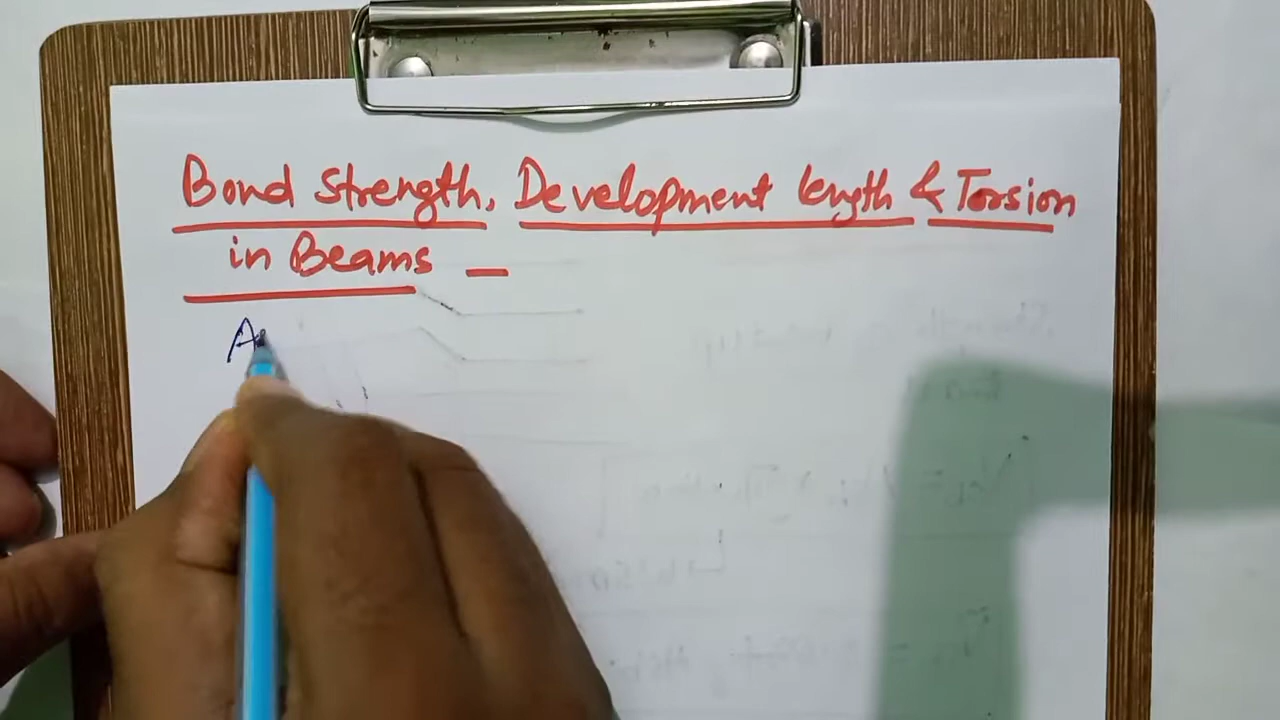 Bond Strength, Development length & Torsion
in Beams –